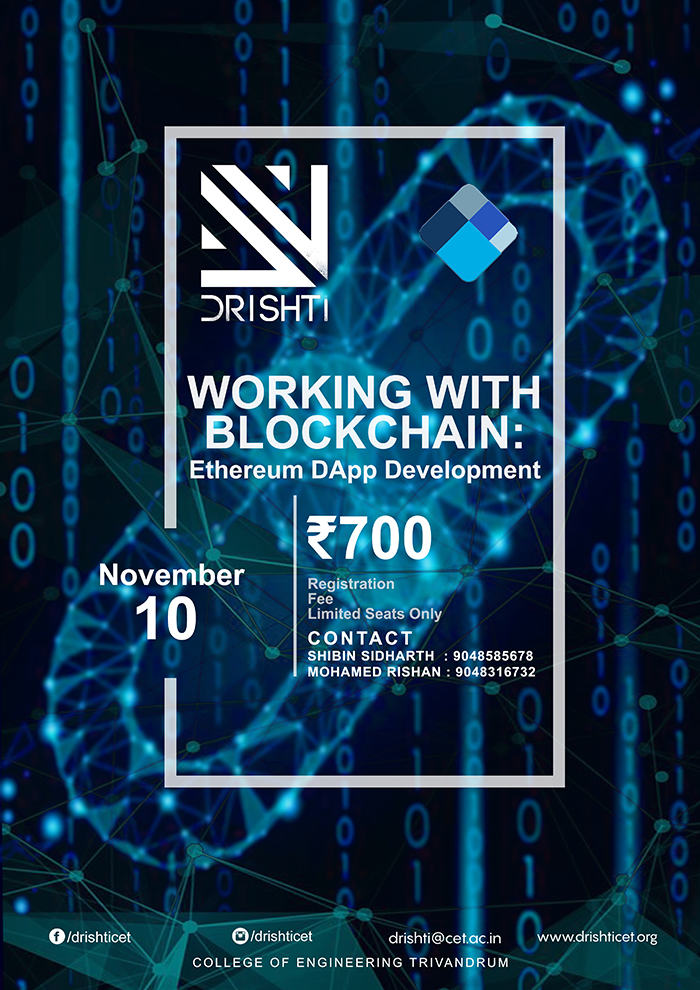 DRISHTI
WORKING WITH
BLOCKCHAIN:
Ethereum DApp Development
November
10
₹700
Registration
Fee
Limited Seats Only
CONTACT
SHIBIN SIDHARTH : 9048585678
MOHAMED RISHAN : 9048316732
/drishticet
/drishticet
drishti@cet.ac.in
www.drishticet.org
COLLEGE OF ENGINEERING TRIVANDRUM